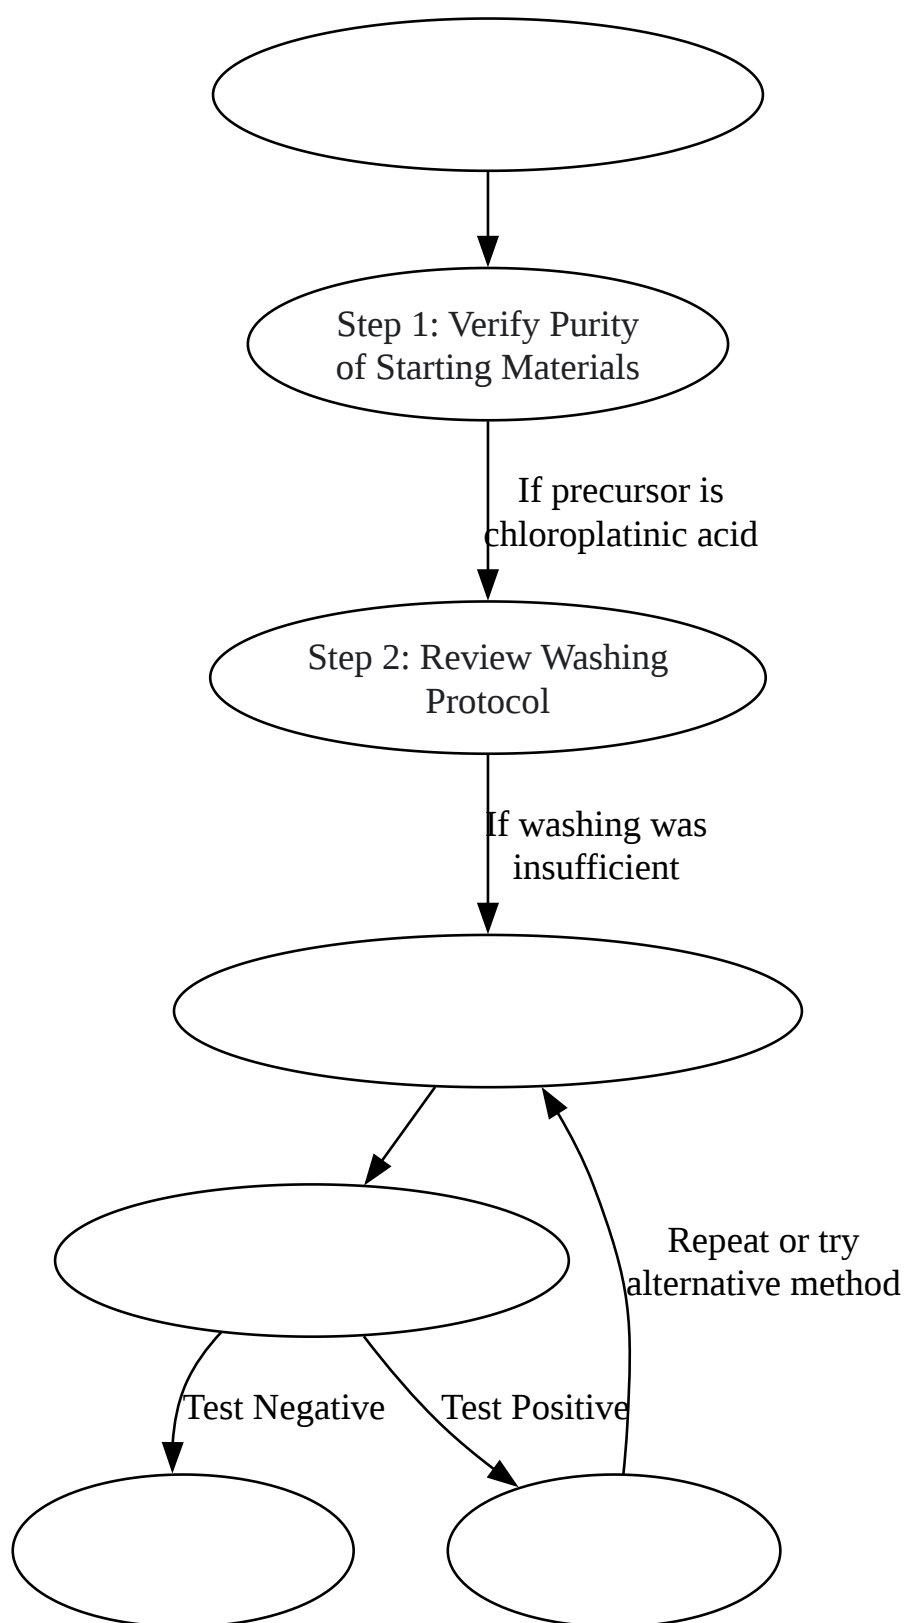 Step 1: Verify Purity
of Starting Materials
If precursor is
chloroplatinic acid
Step 2: Review Washing
Protocol
If washing was
insufficient
Repeat or try
alternative method
Test Negative
Test Positive